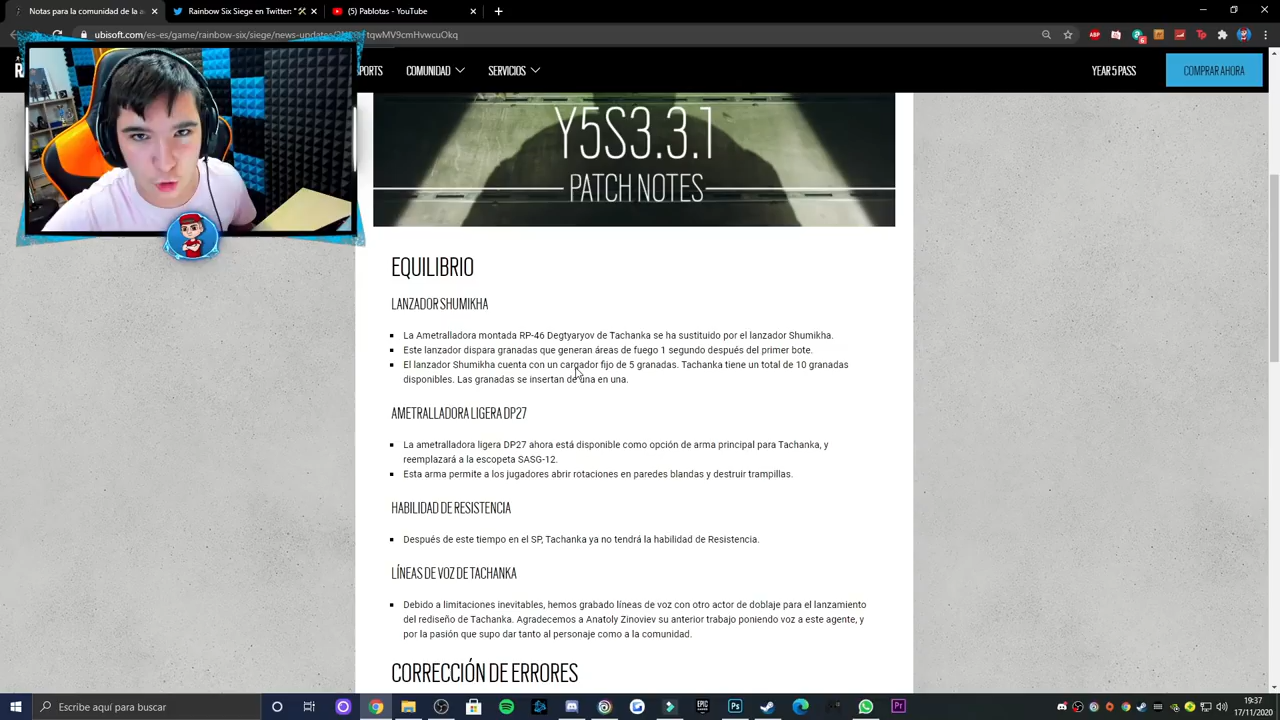 Notas de la comunidad de la
Rainbow Six Siege en Twitter: "
(5) Pablotas - YouTube
ubisoft.com/es-es/game/rainbow-six/siege/news-updates/
COMUNIDAD
SERVICIOS
YEAR 5 PASS
COMPRAR AHORA
Y5S3.3.1
PATCH NOTES
EQUILIBRIO
LANZADOR SHUMIKHA
La Ametralladora montada RP-46 Degtyaryov de Tachanka se ha sustituido por el lanzador Shumikha.
Este lanzador dispara granadas que generan áreas de fuego 1 segundo después del primer bote.
El lanzador Shumikha cuenta con un cargador fijo de 5 granadas. Tachanka tiene un total de 10 granadas
disponibles. Las granadas se insertan de una en una.
AMETRALLADORA LIGERA DP27
La ametralladora ligera DP27 ahora está disponible como opción de arma principal para Tachanka, y
reemplazará a la escopeta SASG-12.
Esta arma permite a los jugadores abrir rotaciones en paredes blandas y destruir trampillas.
HABILIDAD DE RESISTENCIA
Después de este tiempo en el SP, Tachanka ya no tendrá la habilidad de Resistencia.
LÍNEAS DE VOZ DE TACHANKA
Debido a limitaciones inevitables, hemos grabado líneas de voz con otro actor de doblaje para el lanzamiento
del rediseño de Tachanka. Agradecemos a Anatoly Zinoviev su anterior trabajo poniendo voz a este agente, y
por la pasión que supo dar tanto al personaje como a la comunidad.
CORRECCIÓN DE ERRORES
Escribe aquí para buscar
19:37
17/11/2020